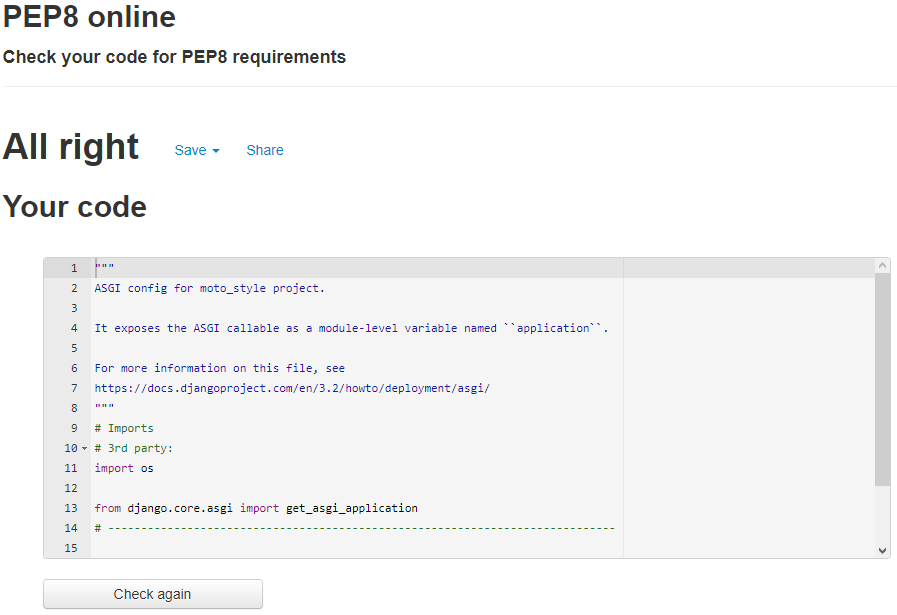 PEP8 online
Check your code for PEP8 requirements
All right Save Share
Your code
1 """
2 ASGI config for moto_style project.
3
4 It exposes the ASGI callable as a module-level variable named ``application``.
5
6 For more information on this file, see
7 https://docs.djangoproject.com/en/3.2/howto/deployment/asgi/
8 """
9 # Imports
10 # 3rd party:
11 import os
12
13 from django.core.asgi import get_asgi_application
14 # -----------------------------------------------------------------------------
15
Check again